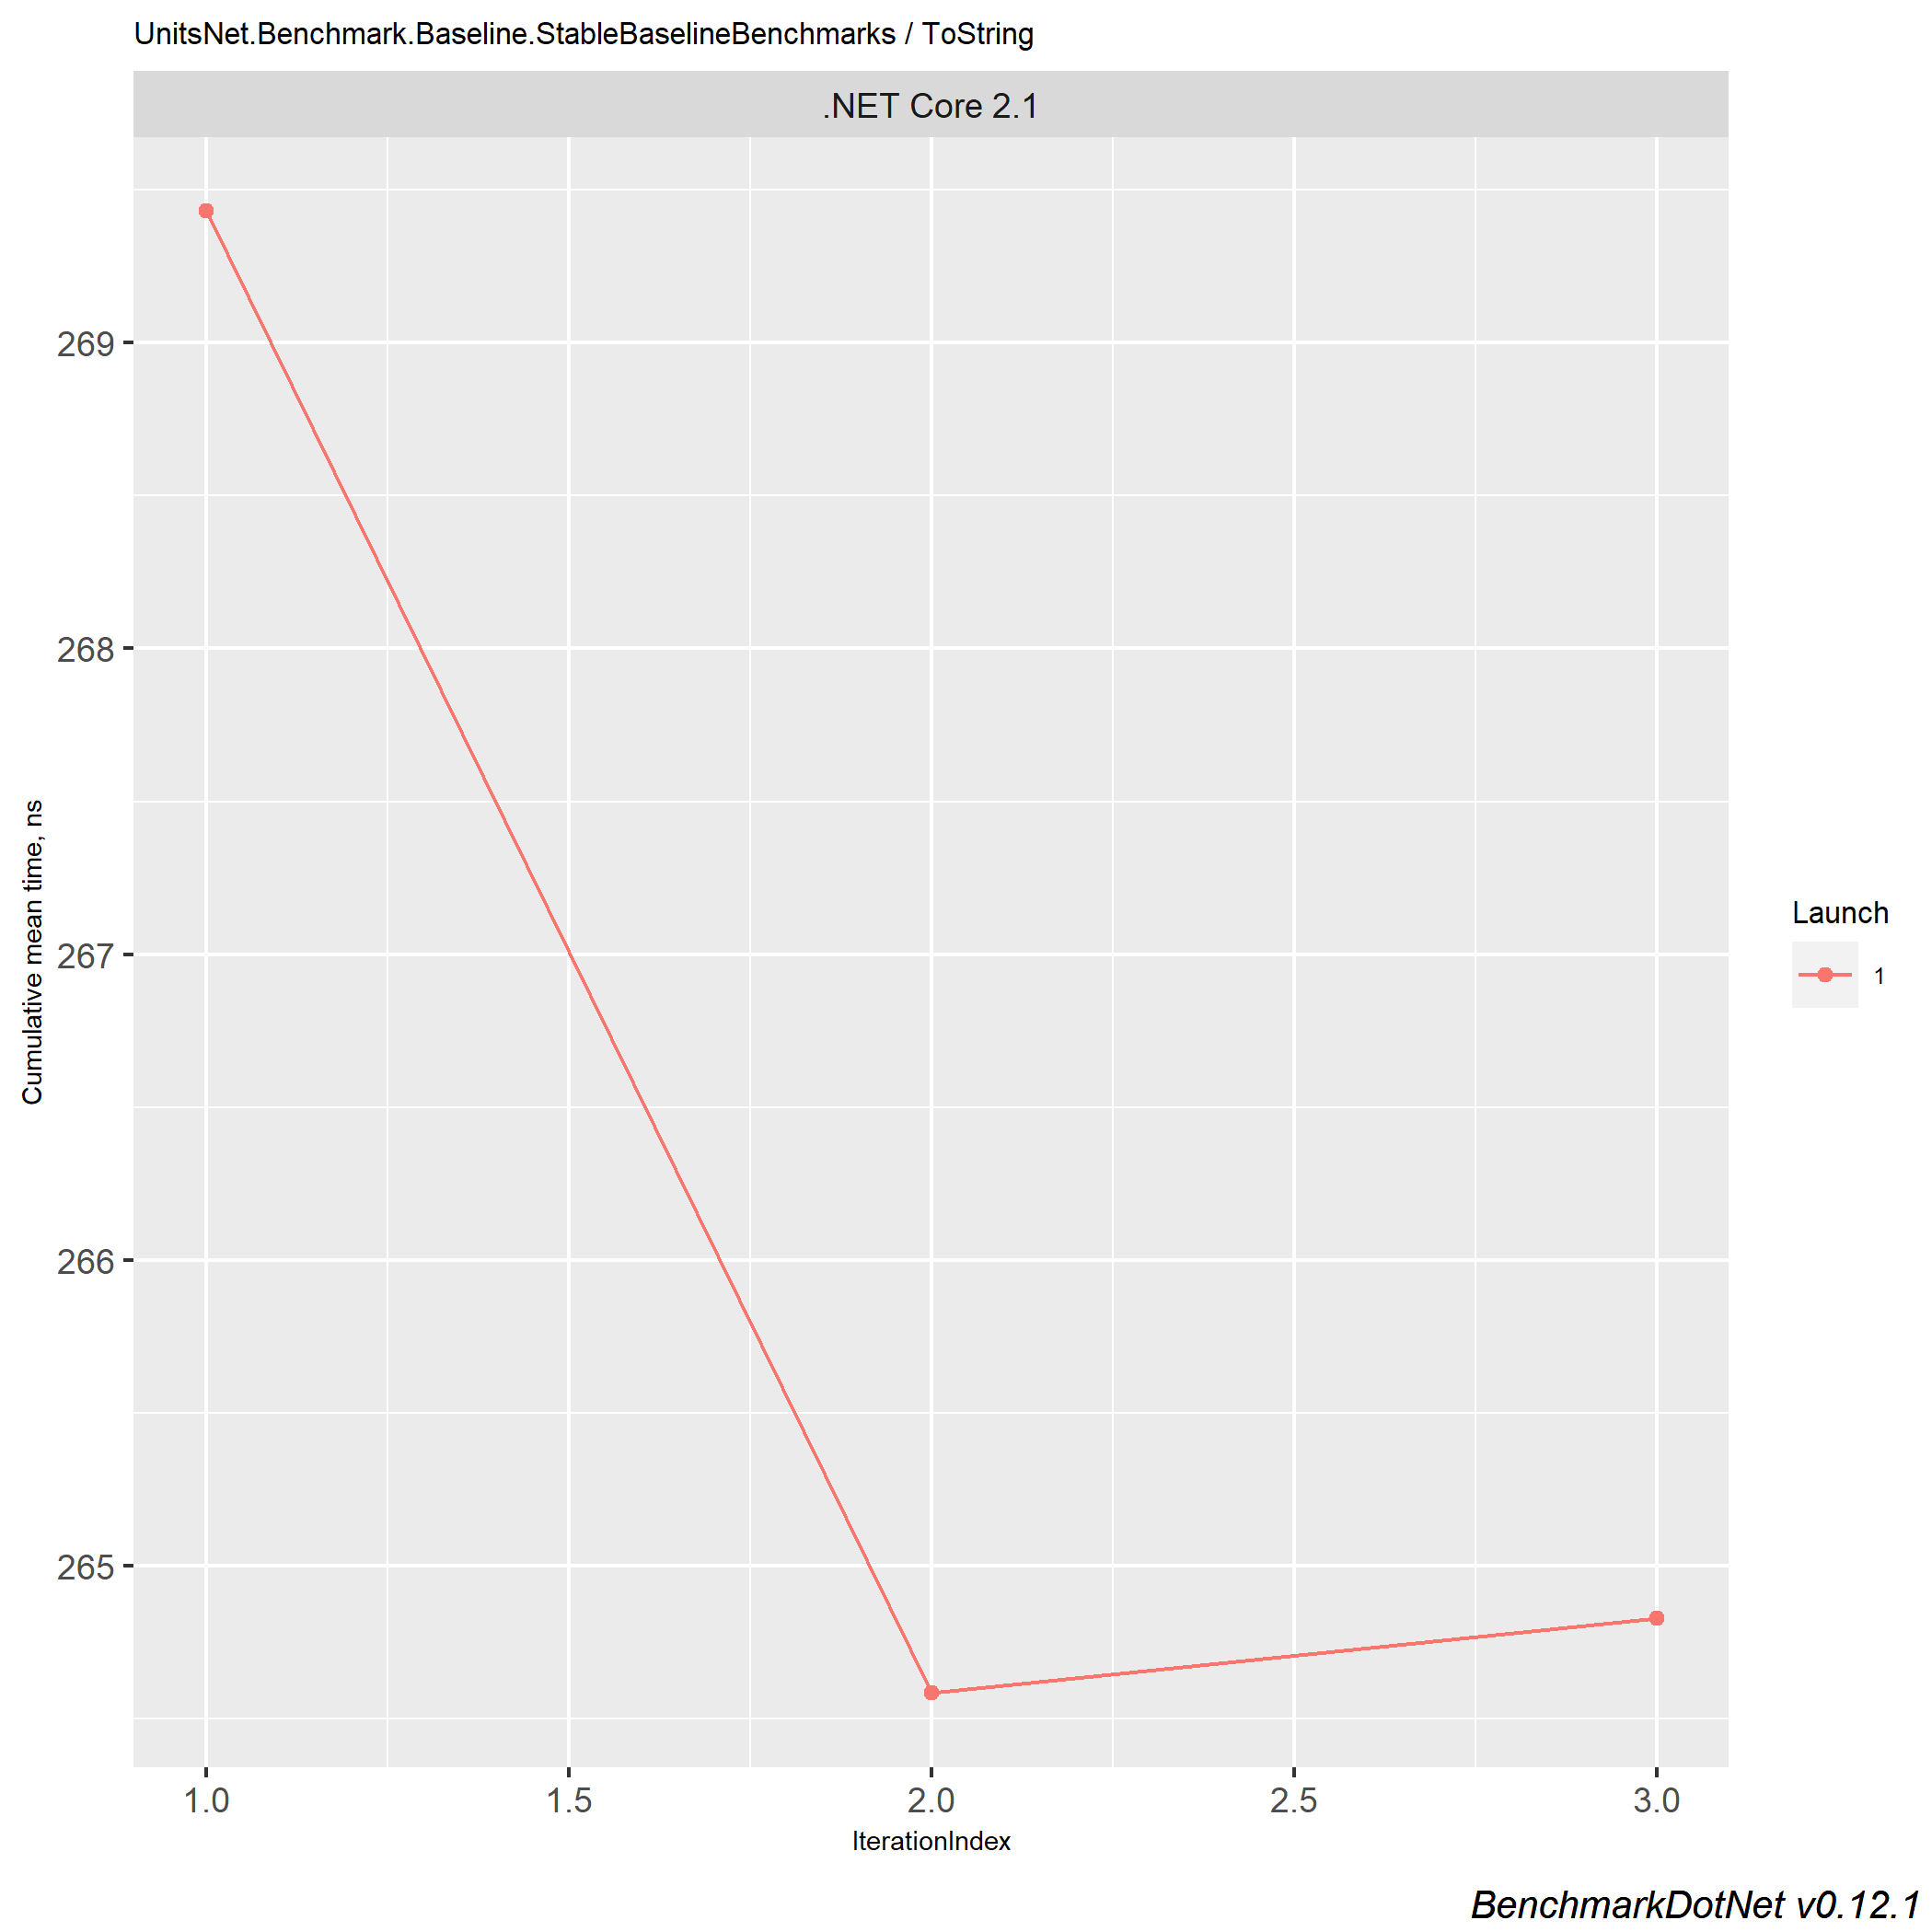 UnitsNet.Benchmark.Baseline.StableBaselineBenchmarks / ToString
.NET Core 2.1
269
268
267
266
265
Cumulative mean time, ns
1.0 1.5 2.0 2.5 3.0
IterationIndex
Launch
1
BenchmarkDotNet v0.12.1